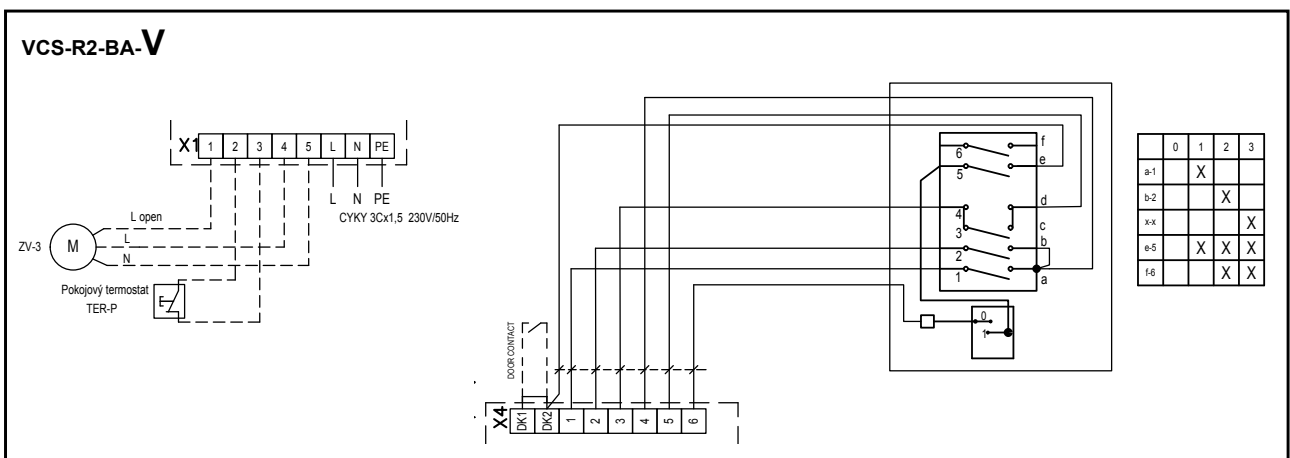 VCS-R2-BA-V
X1 1 2 3 4 5 L N PE
L N PE
CYKY 3Cx1,5 230V/50Hz
L open
ZV-3 M L
N
Pokojový termostat
TER-P
DOOR CONTACT
X4 DK1 DK2 1 2 3 4 5 6
6 f
5 e
4 d
3 c
2 b
1 a
0
1
0 1 2 3
a-1 X
b-2 X
x-x X
e-5 X X X
f-6 X X